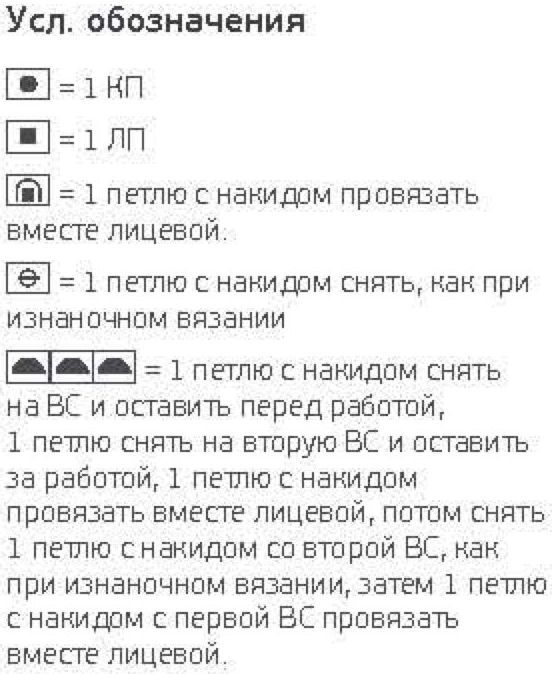 Усл. обозначения
= 1 КП
= 1 ЛП
= 1 петлю с накидом провязать
вместе лицевой.
= 1 петлю с накидом снять, как при
изнаночном вязании
= 1 петлю с накидом снять
на ВС и оставить перед работой,
1 петлю снять на вторую ВС и оставить
за работой, 1 петлю с накидом
провязать вместе лицевой, потом снять
1 петлю с накидом со второй ВС, как
при изнаночном вязании, затем 1 петлю
с накидом с первой ВС провязать
вместе лицевой.